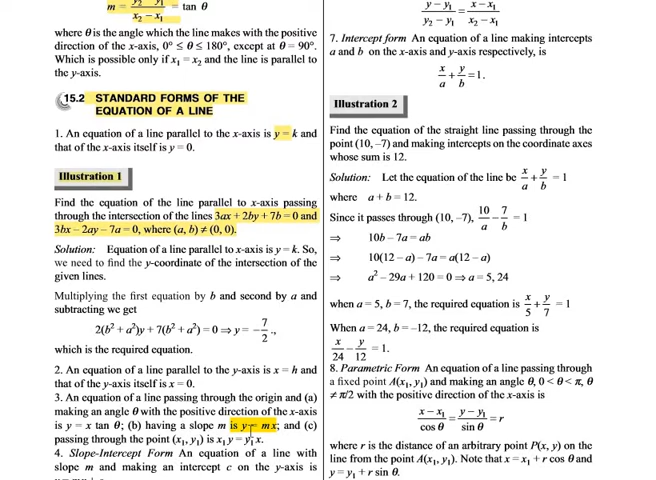 m = y₂ − y₁ / x₂ − x₁ = tan θ
where θ is the angle which the line makes with the positive
direction of the x-axis, 0° ≤ θ ≤ 180°, except at θ = 90°.
Which is possible only if x₁ = x₂ and the line is parallel to
the y-axis.
15.2 STANDARD FORMS OF THE
EQUATION OF A LINE
1. An equation of a line parallel to the x-axis is y = k and
that of the x-axis itself is y = 0.
Illustration 1
Find the equation of the line parallel to x-axis passing
through the intersection of the lines 3ax + 2by + 7b = 0 and
3bx – 2ay – 7a = 0, where (a, b) ≠ (0, 0).
Solution: Equation of a line parallel to x-axis is y = k. So,
we need to find the y-coordinate of the intersection of the
given lines.
Multiplying the first equation by b and second by a and
subtracting we get
2(b² + a²)y + 7(b² + a²) = 0 ⇒ y = –7/2 .,
which is the required equation.
2. An equation of a line parallel to the y-axis is x = h and
that of the y-axis itself is x = 0.
3. An equation of a line passing through the origin and (a)
making an angle θ with the positive direction of the x-axis
is y = x tan θ; (b) having a slope m is y = mx; and (c)
passing through the point (x₁, y₁) is x₁y = y₁x.
4. Slope-Intercept Form An equation of a line with
slope m and making an intercept c on the y-axis is
y – y₁ / y₂ – y₁ = x – x₁ / x₂ – x₁
7. Intercept form An equation of a line making intercepts
a and b on the x-axis and y-axis respectively, is
x/a + y/b = 1.
Illustration 2
Find the equation of the straight line passing through the
point (10, –7) and making intercepts on the coordinate axes
whose sum is 12.
Solution: Let the equation of the line be x/a + y/b = 1
where a + b = 12.
Since it passes through (10, –7), 10/a – 7/b = 1
⇒ 10b – 7a = ab
⇒ 10(12 – a) – 7a = a(12 – a)
⇒ a² – 29a + 120 = 0 ⇒ a = 5, 24
when a = 5, b = 7, the required equation is x/5 + y/7 = 1
When a = 24, b = –12, the required equation is
x/24 – y/12 = 1.
8. Parametric Form An equation of a line passing through
a fixed point A(x₁, y₁) and making an angle θ, 0 < θ < π, θ
≠ π/2 with the positive direction of the x-axis is
x – x₁ / cos θ = y – y₁ / sin θ = r
where r is the distance of an arbitrary point P(x, y) on the
line from the point A(x₁, y₁). Note that x = x₁ + r cos θ and
y = y₁ + r sin θ.